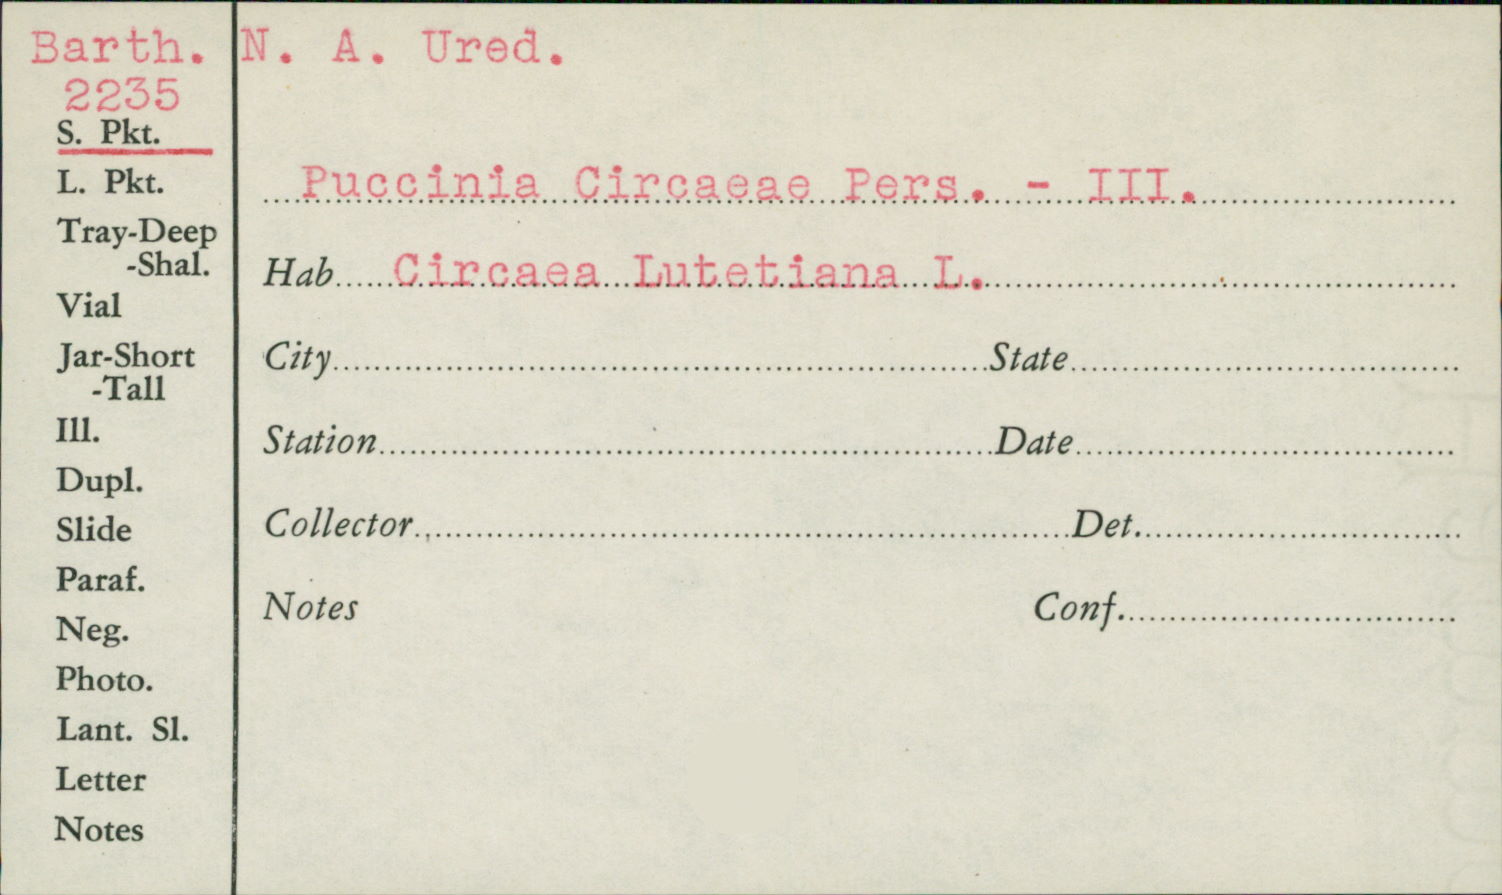 Barth. N. A. Ured.
2235
S. Pkt.
L. Pkt.
Tray-Deep
-Shal.
Vial
Jar-Short
-Tall
Ill.
Dupl.
Slide
Paraf.
Neg.
Photo.
Lant. Sl.
Letter
Notes
Puccinia Circaeae Pers. - III.
Hab Circaea Lutetiana L.
City State
Station Date
Collector Det.
Notes Conf.